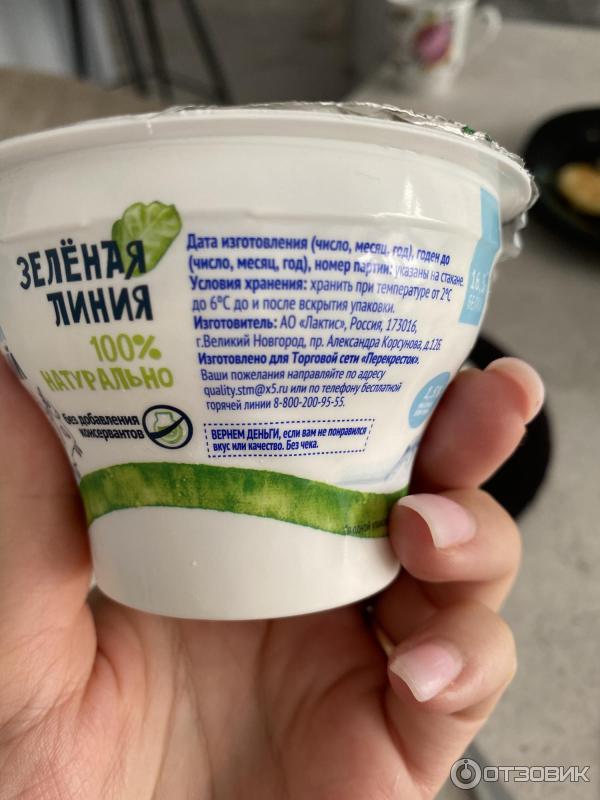 ЗЕЛЁНАЯ
ЛИНИЯ
100%
НАТУРАЛЬНО
без добавления
консервантов
Дата изготовления (число, месяц, год), годен до
(число, месяц, год), номер партии: указаны на стакане.
Условия хранения: хранить при температуре от 2°С
до 6°С до и после вскрытия упаковки.
Изготовитель: АО «Лактис», Россия, 173016,
г.Великий Новгород, пр. Александра Корсунова, д.12Б.
Изготовлено для Торговой сети «Перекресток».
Ваши пожелания направляйте по адресу
quality.stm@x5.ru или по телефону бесплатной
горячей линии 8-800-200-95-55.
ВЕРНЕМ ДЕНЬГИ, если вам не понравился
вкус или качество. Без чека.
*в одной
ОТЗОВИК